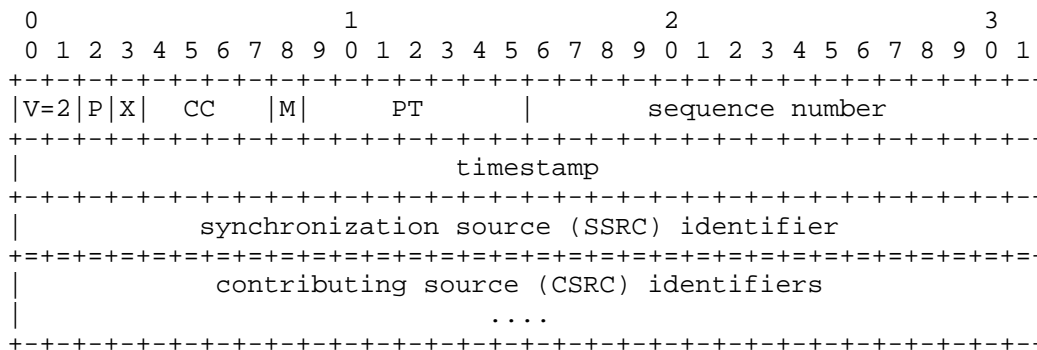 0                   1                   2                   3
 0 1 2 3 4 5 6 7 8 9 0 1 2 3 4 5 6 7 8 9 0 1 2 3 4 5 6 7 8 9 0 1
+-+-+-+-+-+-+-+-+-+-+-+-+-+-+-+-+-+-+-+-+-+-+-+-+-+-+-+-+-+-+-+-
|V=2|P|X|  CC   |M|     PT      |       sequence number
+-+-+-+-+-+-+-+-+-+-+-+-+-+-+-+-+-+-+-+-+-+-+-+-+-+-+-+-+-+-+-+-
|                           timestamp
+-+-+-+-+-+-+-+-+-+-+-+-+-+-+-+-+-+-+-+-+-+-+-+-+-+-+-+-+-+-+-+-
|           synchronization source (SSRC) identifier
+=+=+=+=+=+=+=+=+=+=+=+=+=+=+=+=+=+=+=+=+=+=+=+=+=+=+=+=+=+=+=+=
|            contributing source (CSRC) identifiers
|                             ....
+-+-+-+-+-+-+-+-+-+-+-+-+-+-+-+-+-+-+-+-+-+-+-+-+-+-+-+-+-+-+-+-